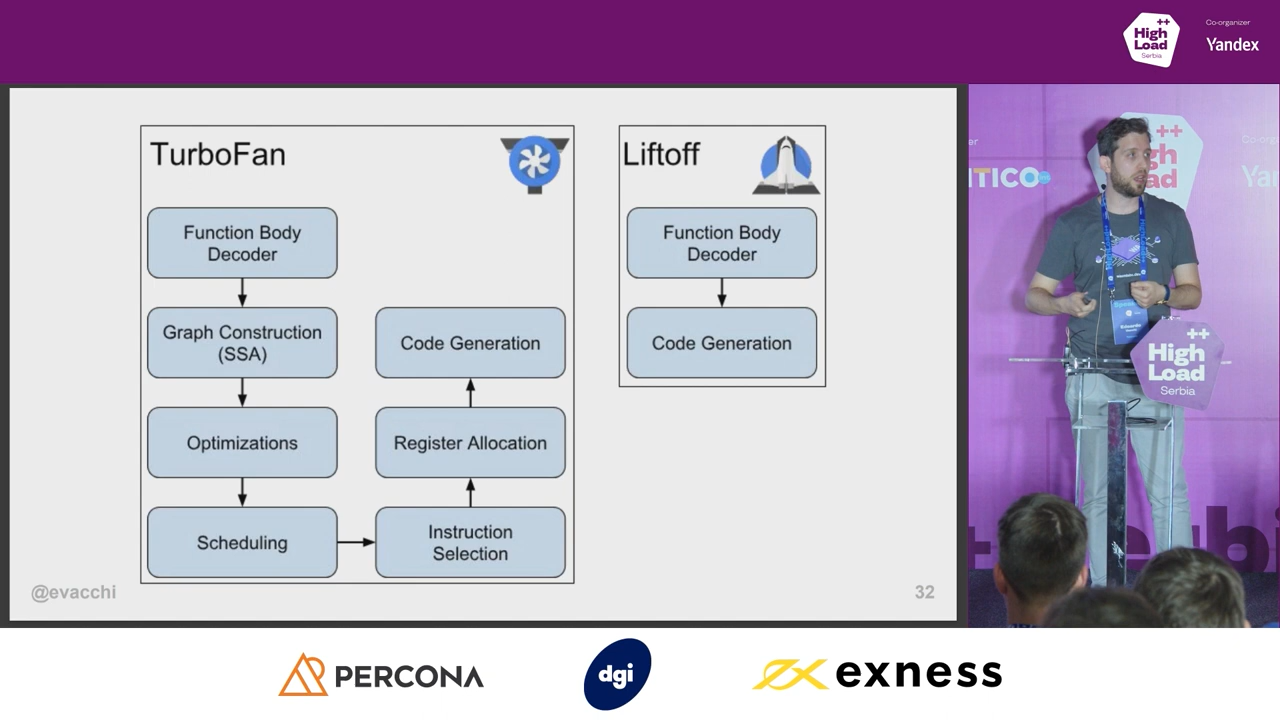 ++
High
Load
Serbia
Co-organizer
Yandex
TurboFan
Function Body
Decoder
Graph Construction
(SSA)
Optimizations
Scheduling
Code Generation
Register Allocation
Instruction
Selection
Liftoff
Function Body
Decoder
Code Generation
@evacchi
32
++
High
Load
Serbia
PERCONA
dgi
exness